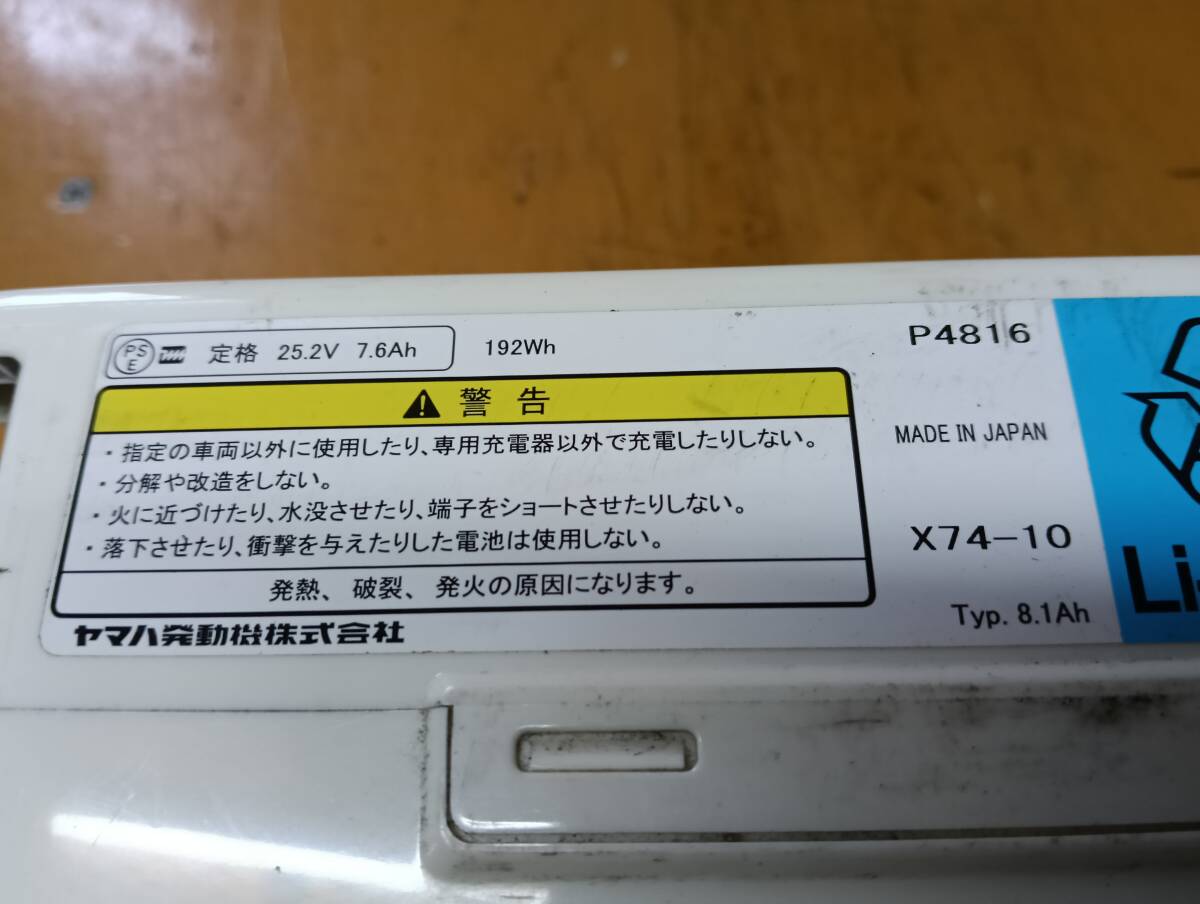 PS
E
定格 25.2V 7.6Ah
192Wh
P4816
警告
・指定の車両以外に使用したり、専用充電器以外で充電したりしない。
・分解や改造をしない。
・火に近づけたり、水没させたり、端子をショートさせたりしない。
・落下させたり、衝撃を与えたりした電池は使用しない。
発熱、破裂、発火の原因になります。
ヤマハ発動機株式会社
MADE IN JAPAN
X74-10
Typ. 8.1Ah
Li-